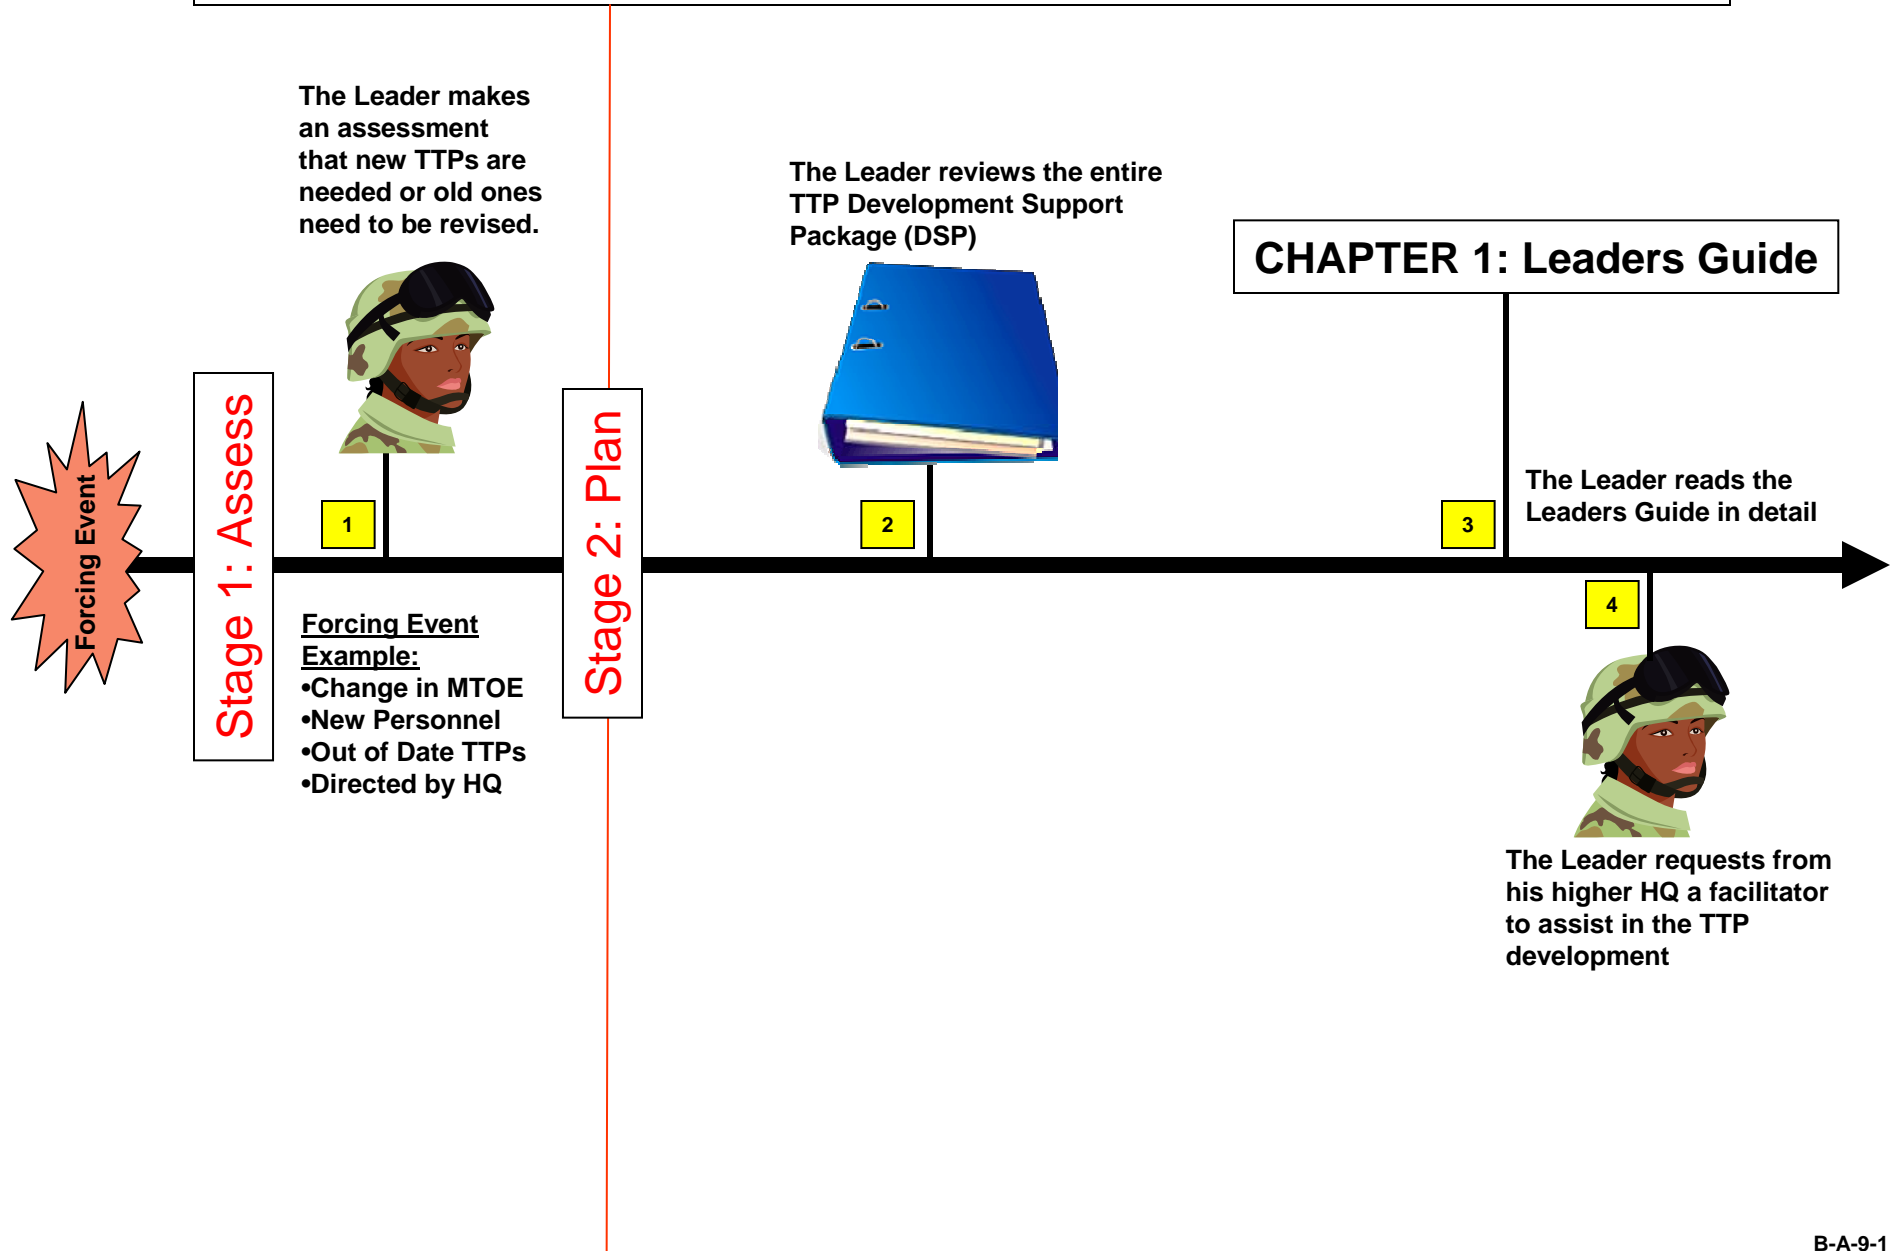 The Leader makes
an assessment
that new TTPs are
needed or old ones
need to be revised.
The Leader reviews the entire
TTP Development Support
Package (DSP)
CHAPTER 1: Leaders Guide
Forcing Event
Stage 1: Assess
1
Stage 2: Plan
2
3
The Leader reads the
Leaders Guide in detail
4
Forcing Event
Example:
•Change in MTOE
•New Personnel
•Out of Date TTPs
•Directed by HQ
The Leader requests from
his higher HQ a facilitator
to assist in the TTP
development
B-A-9-1